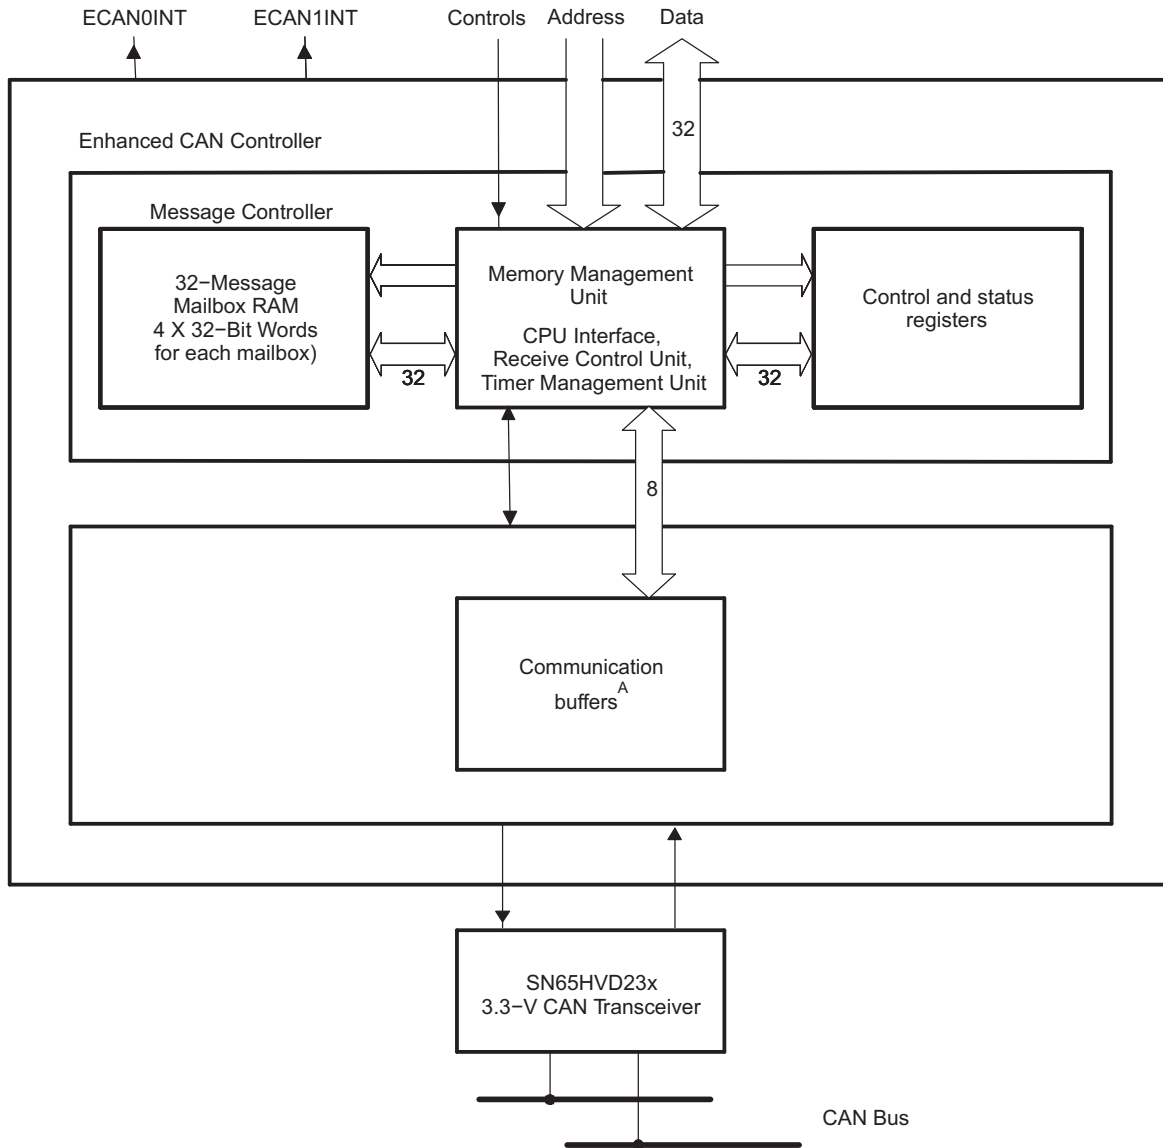 ECAN0INT
ECAN1INT
Controls
Address
Data
32
Enhanced CAN Controller
Message Controller
32−Message
Mailbox RAM
4 X 32−Bit Words
for each mailbox)
Memory Management
Unit
CPU Interface,
Receive Control Unit,
Timer Management Unit
Control and status
registers
32
32
8
Communication
buffers^A
SN65HVD23x
3.3−V CAN Transceiver
CAN Bus